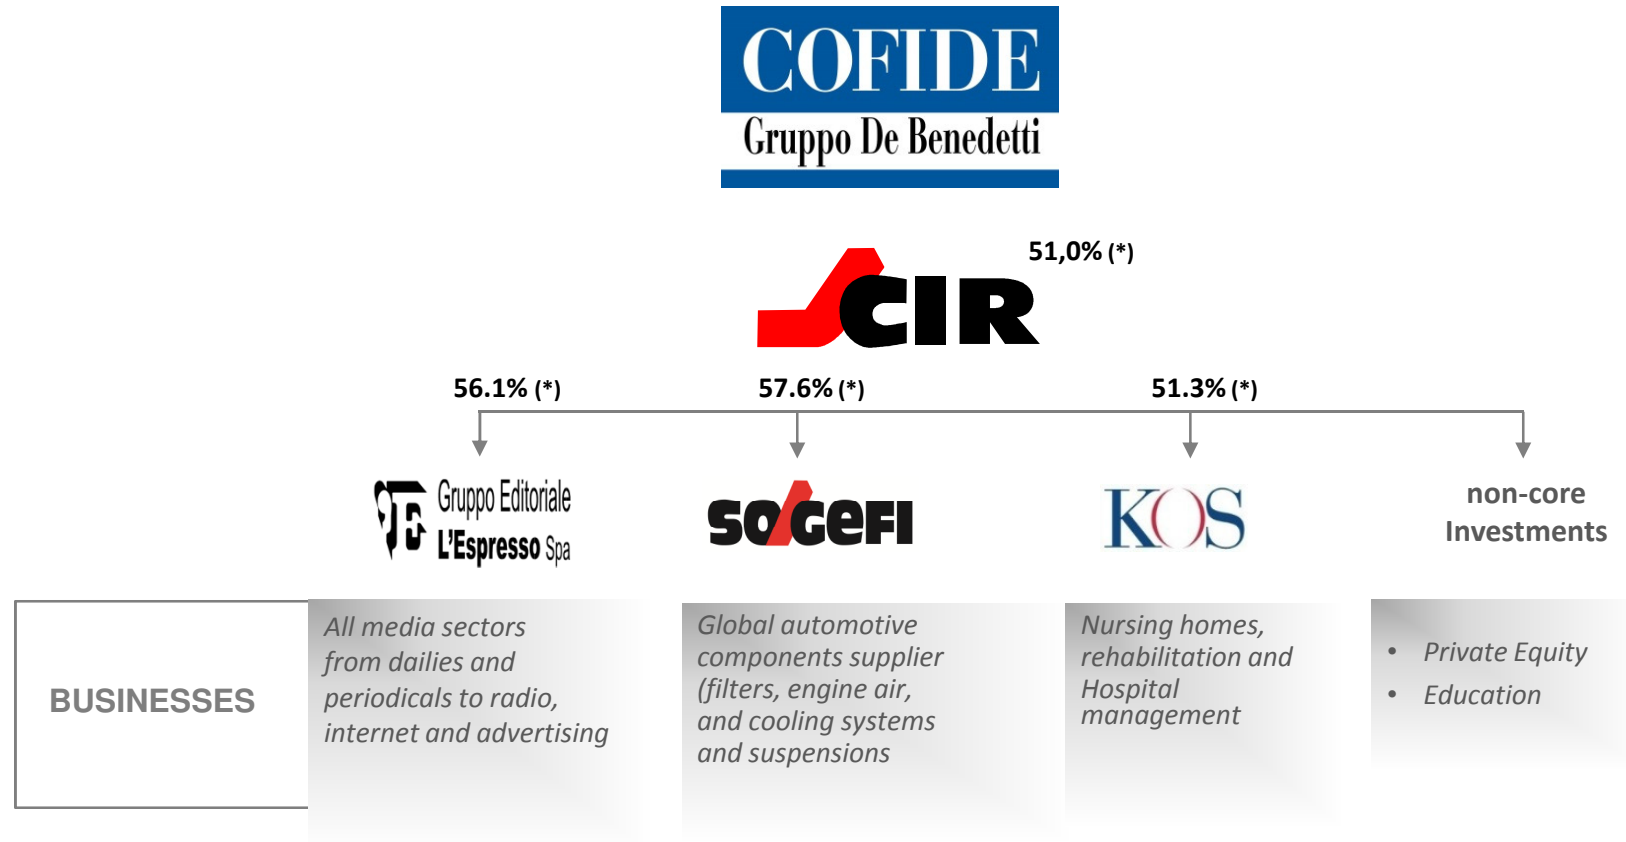 COFIDE
Gruppo De Benedetti
51,0% (*)
CIR
56.1% (*)
57.6% (*)
51.3% (*)
Gruppo Editoriale
L'Espresso Spa
SOGEFI
KOS
non-core
Investments
BUSINESSES
All media sectors
from dailies and
periodicals to radio,
internet and advertising
Global automotive
components supplier
(filters, engine air,
and cooling systems
and suspensions
Nursing homes,
rehabilitation and
Hospital
management
• Private Equity
• Education